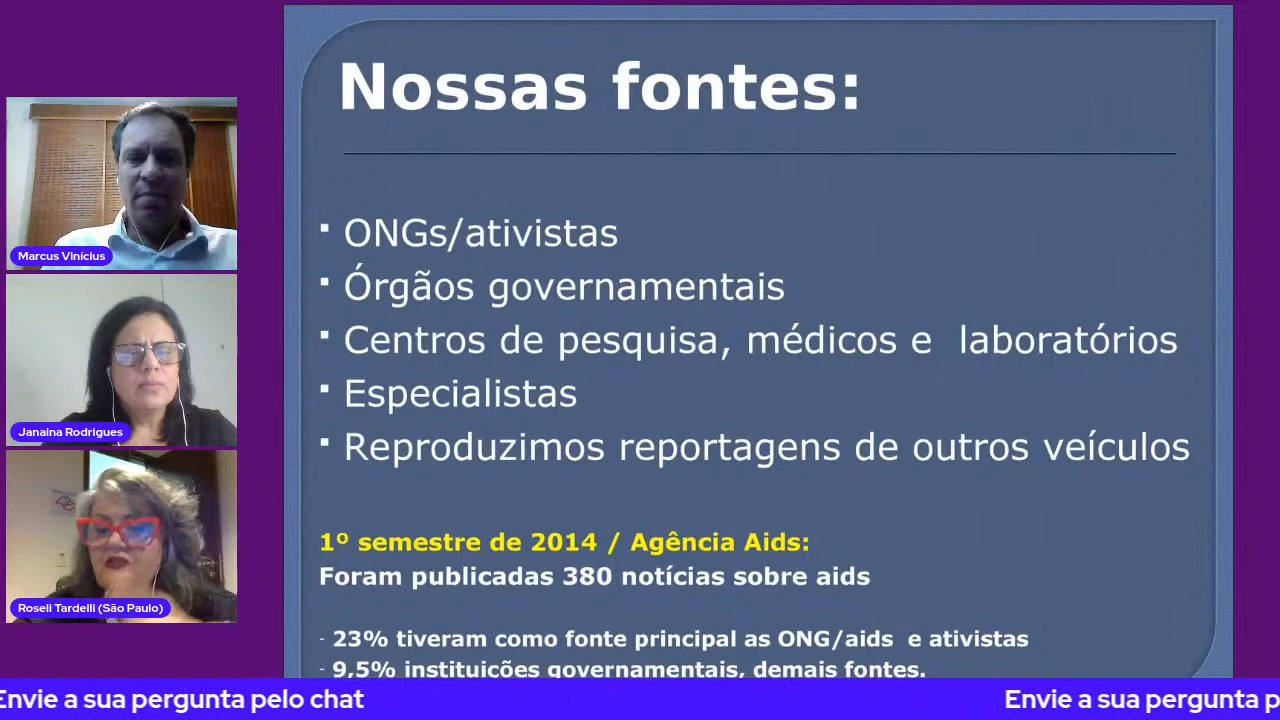 Nossas fontes:
ONGs/ativistas
Órgãos governamentais
Centros de pesquisa, médicos e laboratórios
Especialistas
Reproduzimos reportagens de outros veículos
1º semestre de 2014 / Agência Aids:
Foram publicadas 380 notícias sobre aids
- 23% tiveram como fonte principal as ONG/aids e ativistas
- 9,5% instituições governamentais, demais fontes.
Marcus Vinícius
Janaina Rodrigues
Roseli Tardelli (São Paulo)
Envie a sua pergunta pelo chat
Envie a sua pergunta p